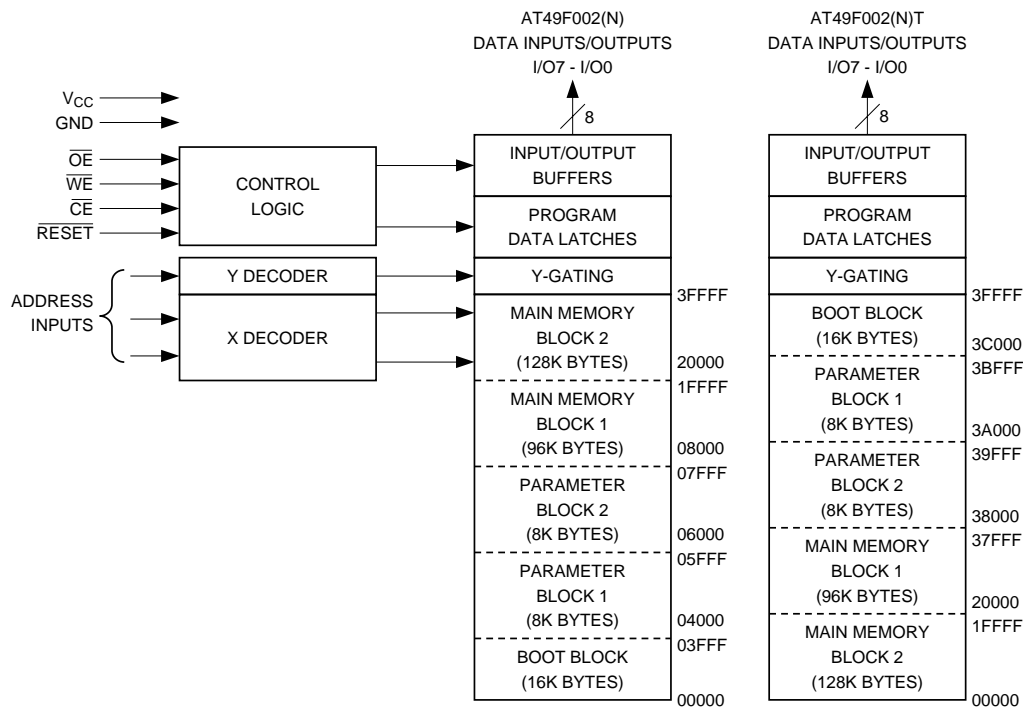 AT49F002(N)
DATA INPUTS/OUTPUTS
I/O7 - I/O0
8
AT49F002(N)T
DATA INPUTS/OUTPUTS
I/O7 - I/O0
8
VCC
GND
OE
WE
CE
RESET
CONTROL
LOGIC
ADDRESS
INPUTS
Y DECODER
X DECODER
INPUT/OUTPUT
BUFFERS
PROGRAM
DATA LATCHES
Y-GATING
3FFFF
MAIN MEMORY
BLOCK 2
(128K BYTES)
20000
1FFFF
MAIN MEMORY
BLOCK 1
(96K BYTES)
08000
07FFF
PARAMETER
BLOCK 2
(8K BYTES)
06000
05FFF
PARAMETER
BLOCK 1
(8K BYTES)
04000
03FFF
BOOT BLOCK
(16K BYTES)
00000
INPUT/OUTPUT
BUFFERS
PROGRAM
DATA LATCHES
Y-GATING
3FFFF
BOOT BLOCK
(16K BYTES)
3C000
3BFFF
PARAMETER
BLOCK 1
(8K BYTES)
3A000
39FFF
PARAMETER
BLOCK 2
(8K BYTES)
38000
37FFF
MAIN MEMORY
BLOCK 1
(96K BYTES)
20000
1FFFF
MAIN MEMORY
BLOCK 2
(128K BYTES)
00000